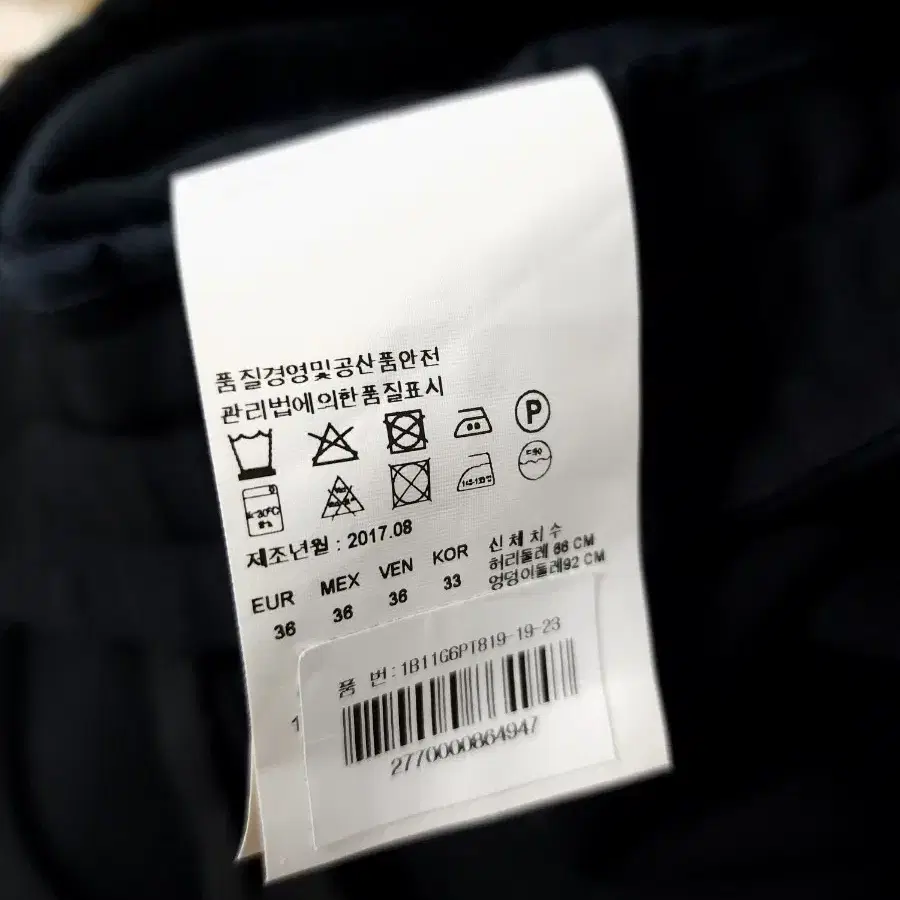 품질경영및공산품안전
관리법에의한품질표시
P
제조년월 : 2017.08
EUR MEX VEN KOR
36 36 36 33
신체치수
허리둘레 66 CM
엉덩이둘레92 CM
품 번:1B11G6PT819-19-23
2770000864947